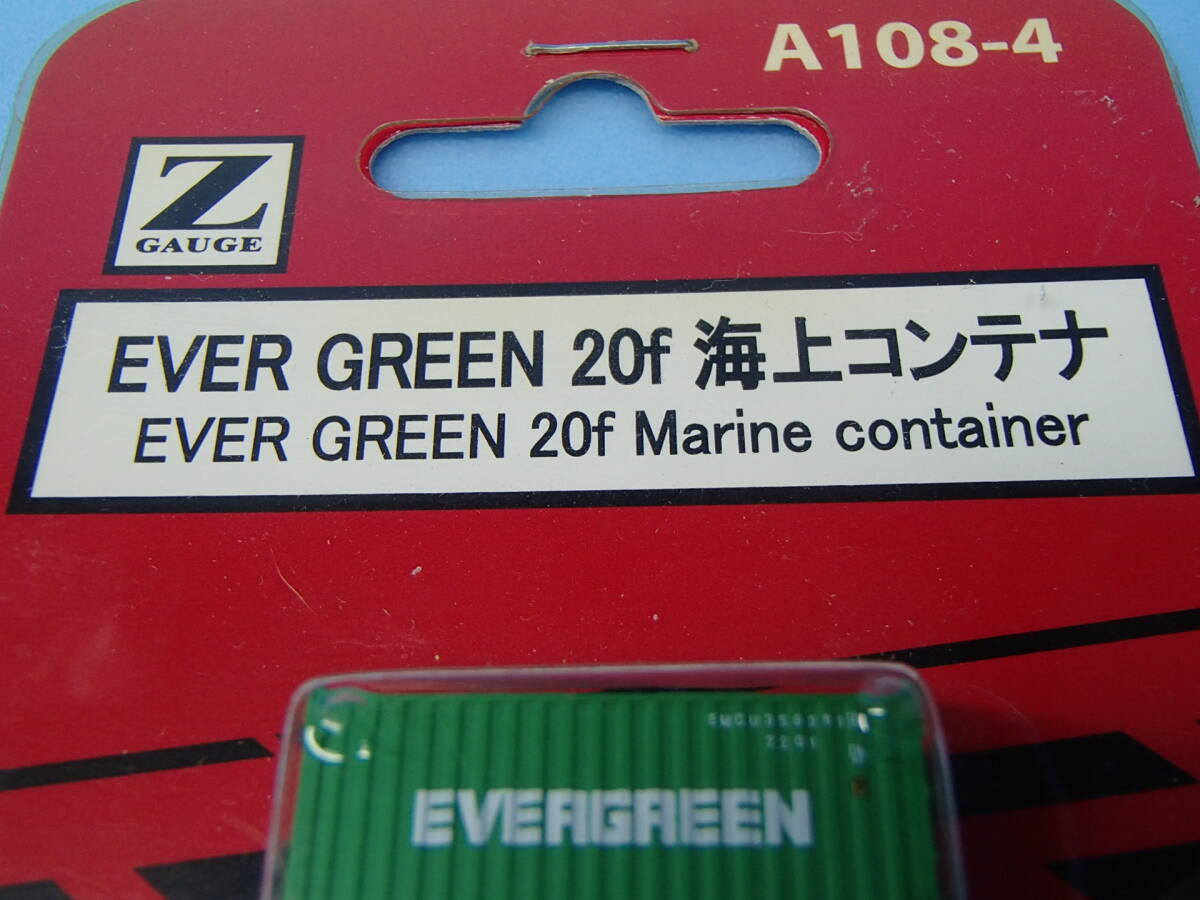 A108-4
Z
GAUGE
EVER GREEN 20f 海上コンテナ
EVER GREEN 20f Marine container
EVERGREEN